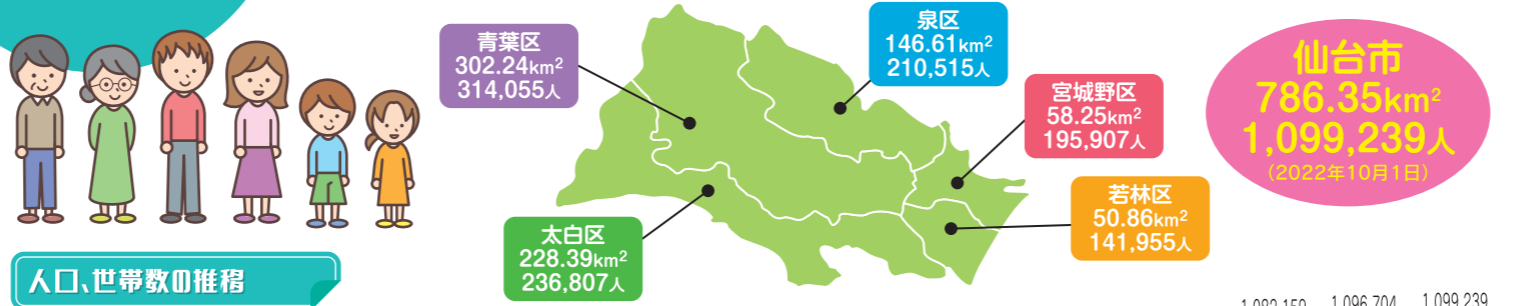 青葉区
302.24km²
314,055人
泉区
146.61km²
210,515人
宮城野区
58.25km²
195,907人
若林区
50.86km²
141,955人
太白区
228.39km²
236,807人
仙台市
786.35km²
1,099,239人
(2022年10月1日)
人口、世帯数の推移
1,096,704 1,099,239